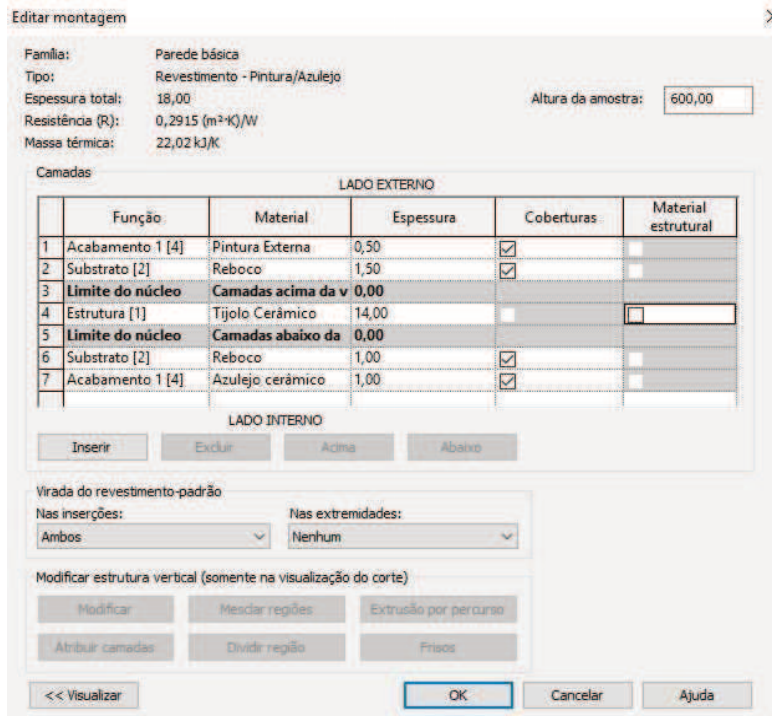 Editar montagem
Família: Parede básica
Tipo: Revestimento - Pintura/Azulejo
Espessura total: 18,00 Altura da amostra: 600,00
Resistência (R): 0,2915 (m²·K)/W
Massa térmica: 22,02 kJ/K
Camadas
LADO EXTERNO
Função Material Espessura Coberturas Material estrutural
1 Acabamento 1 [4] Pintura Externa 0,50
2 Substrato [2] Reboco 1,50
3 Limite do núcleo Camadas acima da v 0,00
4 Estrutura [1] Tijolo Cerâmico 14,00
5 Limite do núcleo Camadas abaixo da 0,00
6 Substrato [2] Reboco 1,00
7 Acabamento 1 [4] Azulejo cerâmico 1,00
LADO INTERNO
Inserir Excluir Acima Abaixo
Virada do revestimento-padrão
Nas inserções: Nas extremidades:
Ambos Nenhum
Modificar estrutura vertical (somente na visualização do corte)
Modificar Mesclar regiões Extrusão por percurso
Atribuir camadas Dividir região Frisos
<< Visualizar OK Cancelar Ajuda